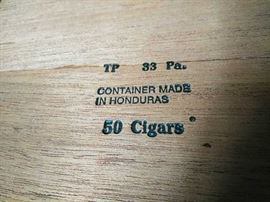 TP 33 Pa.
CONTAINER MADE
IN HONDURAS
50 Cigars